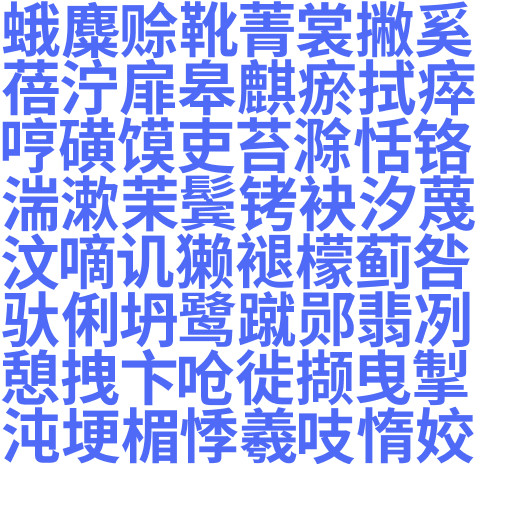 蛾麋赊靴菁裳撇奚
蓓泞扉皋麒瘀拭瘁
哼磺馍吏苔滁恬铬
湍漱茉鬓铐袂汐蔑
汶嘀讥獭褪檬蓟咎
驮俐坍鹭蹴郧翡冽
憩拽卞呛徙撷曳掣
沌埂楣悸羲吱惰姣